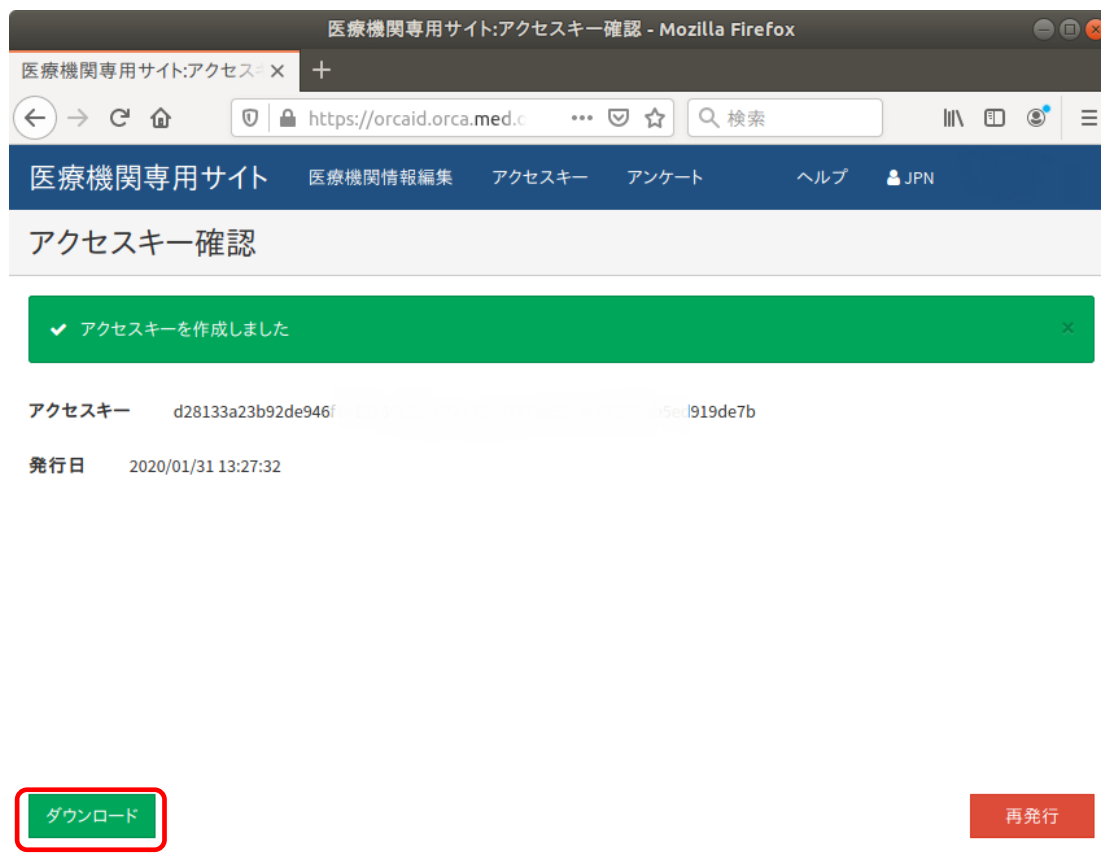 医療機関専用サイト:アクセスキー確認 - Mozilla Firefox
医療機関専用サイト:アクセス
https://orcaid.orca.med. 検索
医療機関専用サイト 医療機関情報編集 アクセスキー アンケート ヘルプ JPN
アクセスキー確認
アクセスキーを作成しました
アクセスキー d28133a23b92de946f 5ed919de7b
発行日 2020/01/31 13:27:32
ダウンロード 再発行